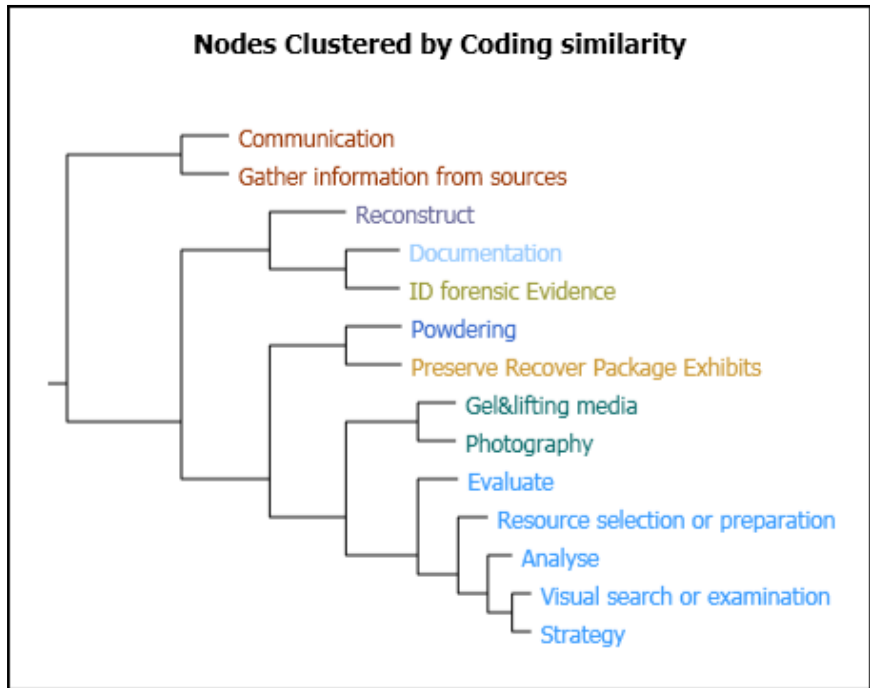 Nodes Clustered by Coding similarity
Communication
Gather information from sources
Reconstruct
Documentation
ID forensic Evidence
Powdering
Preserve Recover Package Exhibits
Gel&lifting media
Photography
Evaluate
Resource selection or preparation
Analyse
Visual search or examination
Strategy